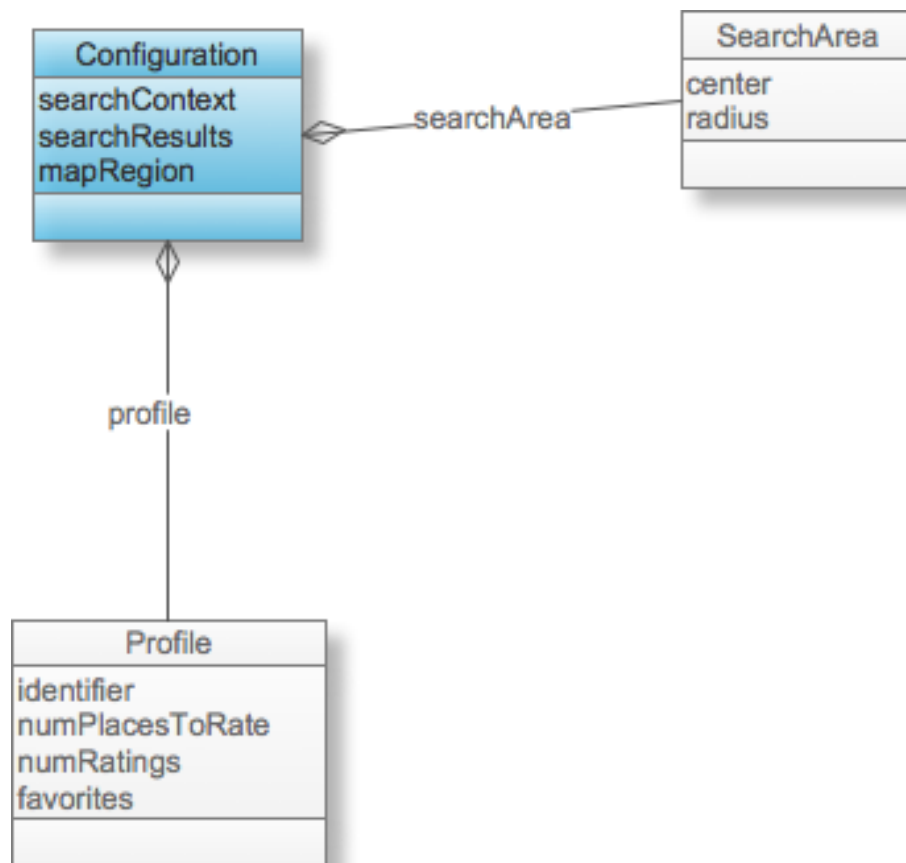 Configuration
searchContext
searchResults
mapRegion
searchArea
SearchArea
center
radius
profile
Profile
identifier
numPlacesToRate
numRatings
favorites